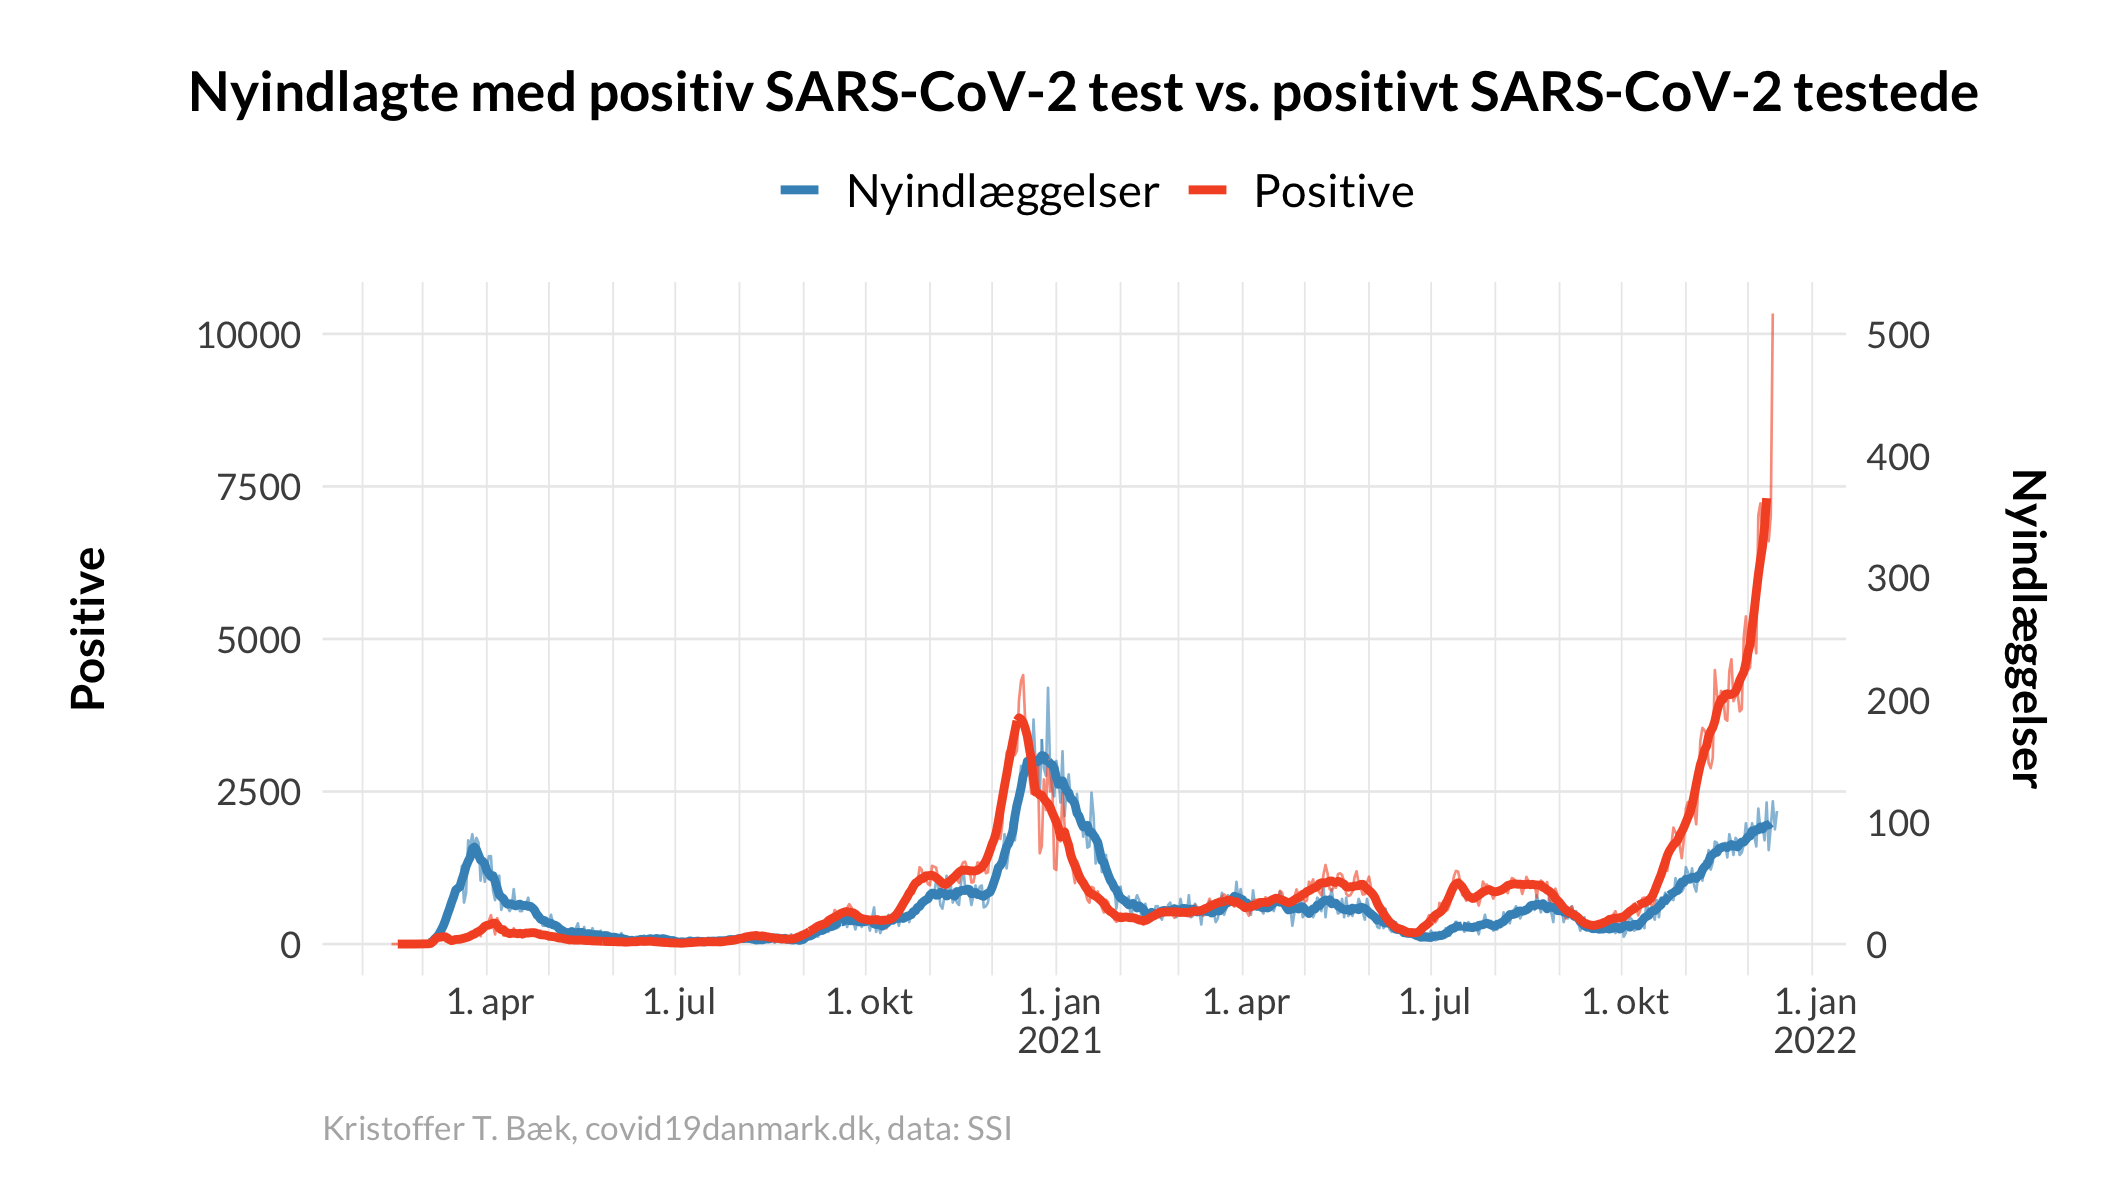 Nyindlagte med positiv SARS-CoV-2 test vs. positivt SARS-CoV-2 testede
Nyindlæggelser Positive
Positive
10000
7500
5000
2500
0
500
400
300
200
100
0
Nyindlæggelser
1. apr 1. jul 1. okt 1. jan 1. apr 1. jul 1. okt 1. jan
2021 2022
Kristoffer T. Bæk, covid19danmark.dk, data: SSI